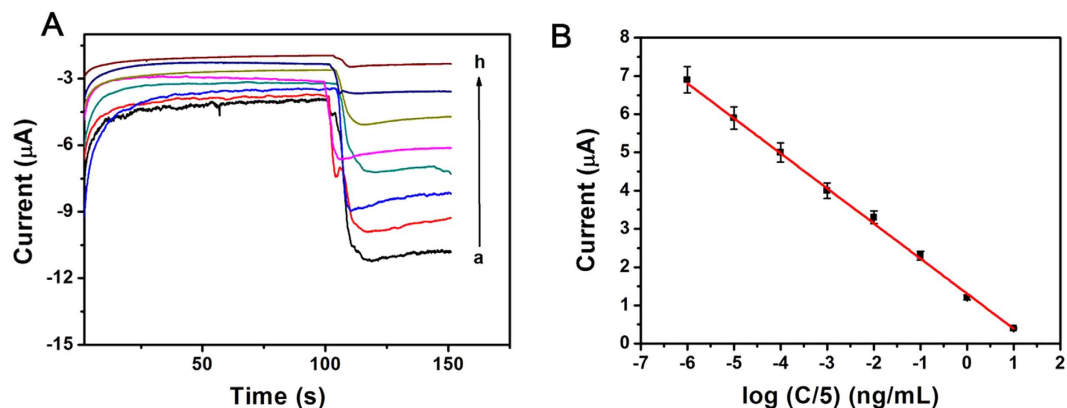 A
-3
-6
-9
-12
-15
50
100
150
Current (µA)
Time (s)
h
a
B
8
7
6
5
4
3
2
1
0
-7 -6 -5 -4 -3 -2 -1 0 1 2
Current (µA)
log (C/5) (ng/mL)